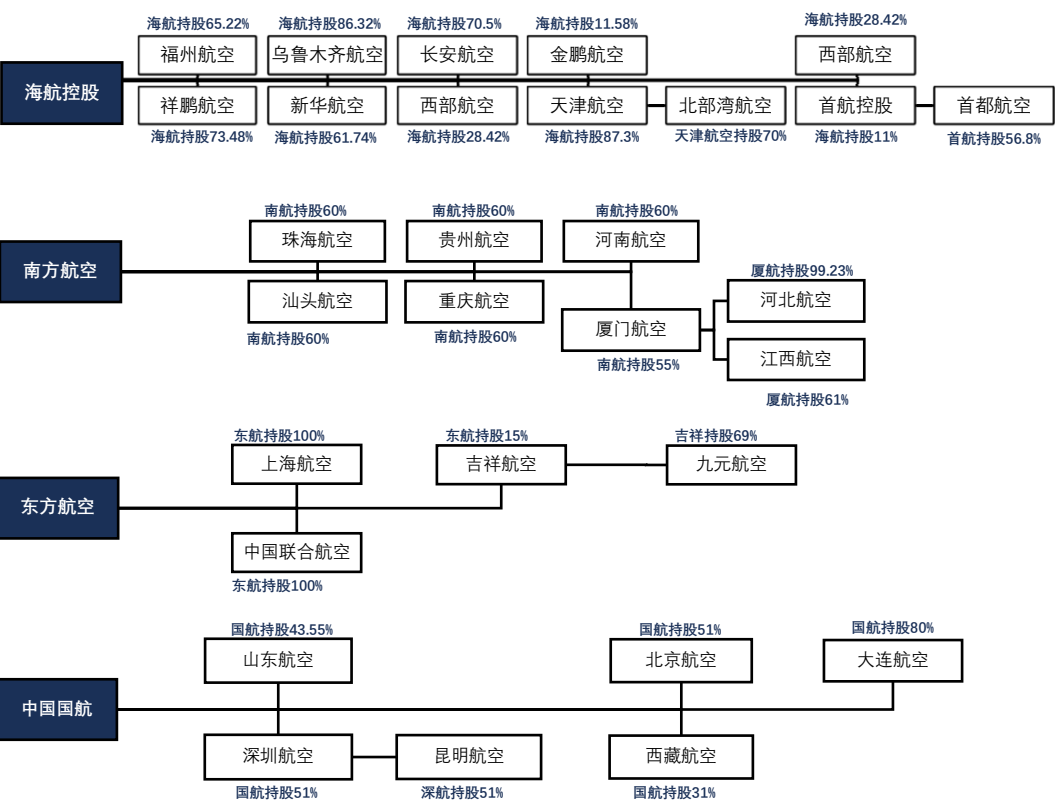 海航持股65.22% 海航持股86.32% 海航持股70.5% 海航持股11.58% 海航持股28.42%
福州航空 乌鲁木齐航空 长安航空 金鹏航空 西部航空
海航控股
祥鹏航空 新华航空 西部航空 天津航空 北部湾航空 首航控股 首都航空
海航持股73.48% 海航持股61.74% 海航持股28.42% 海航持股87.3% 天津航空持股70% 海航持股11% 首航持股56.8%
南航持股60% 南航持股60% 南航持股60%
珠海航空 贵州航空 河南航空
南方航空
厦航持股99.23%
汕头航空 重庆航空 河北航空
厦门航空
南航持股60% 南航持股60%
江西航空
南航持股55%
厦航持股61%
东航持股100% 东航持股15% 吉祥持股69%
上海航空 吉祥航空 九元航空
东方航空
中国联合航空
东航持股100%
国航持股43.55% 国航持股51% 国航持股80%
山东航空 北京航空 大连航空
中国国航
深圳航空 昆明航空 西藏航空
国航持股51% 深航持股51% 国航持股31%